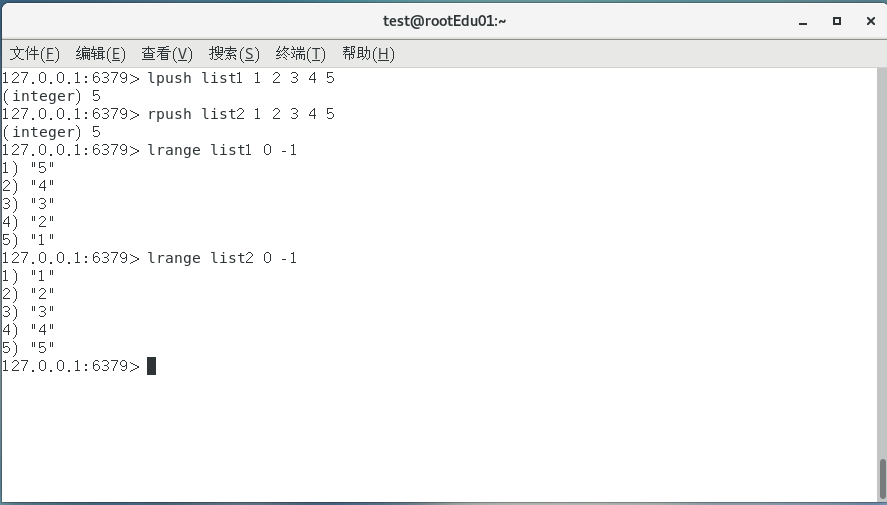 test@rootEdu01:~
文件(F) 编辑(E) 查看(V) 搜索(S) 终端(T) 帮助(H)
127.0.0.1:6379> lpush list1 1 2 3 4 5
(integer) 5
127.0.0.1:6379> rpush list2 1 2 3 4 5
(integer) 5
127.0.0.1:6379> lrange list1 0 -1
1) "5"
2) "4"
3) "3"
4) "2"
5) "1"
127.0.0.1:6379> lrange list2 0 -1
1) "1"
2) "2"
3) "3"
4) "4"
5) "5"
127.0.0.1:6379>